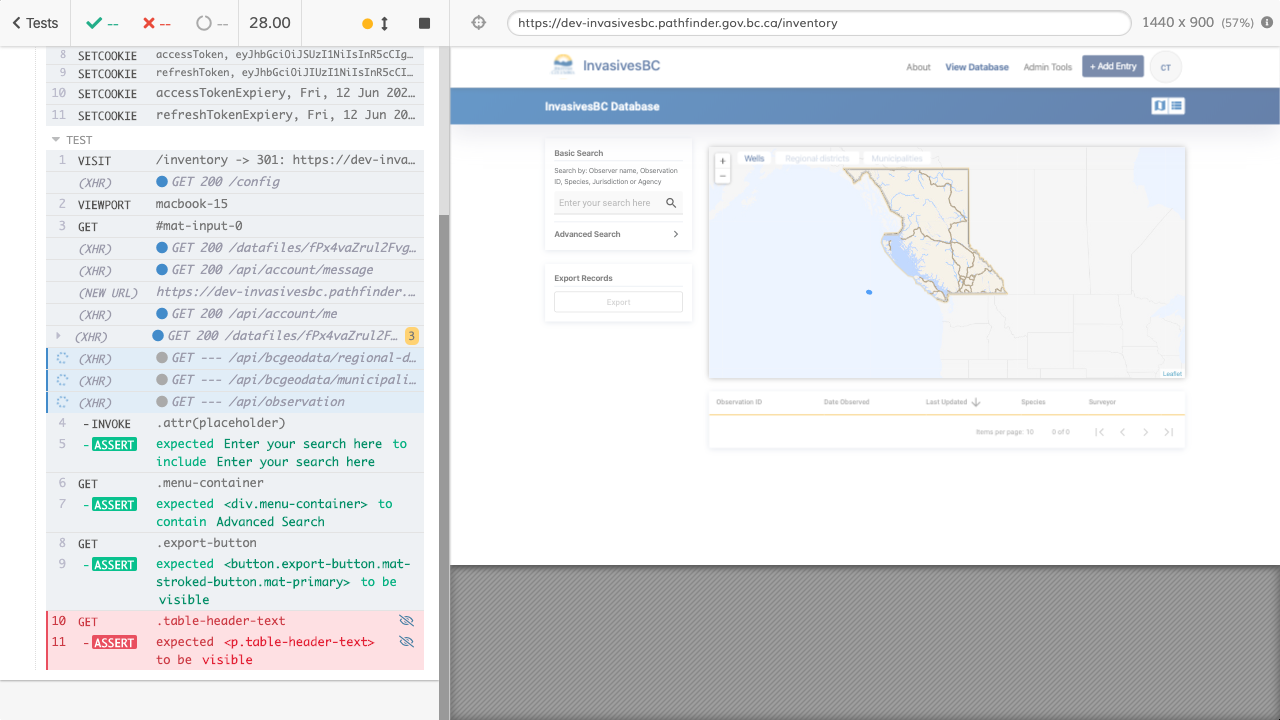 Tests -- -- -- 28.00
https://dev-invasivesbc.pathfinder.gov.bc.ca/inventory 1440 x 900 (57%)
8 SETCOOKIE accessToken, eyJhbGciOiJSUzI1NiIsInR5cCIg…
9 SETCOOKIE refreshToken, eyJhbGciOiJIUzI1NiIsInR5cCI…
10 SETCOOKIE accessTokenExpiery, Fri, 12 Jun 202…
11 SETCOOKIE refreshTokenExpiery, Fri, 12 Jun 20…
TEST
1 VISIT /inventory -> 301: https://dev-inva…
(XHR) GET 200 /config
2 VIEWPORT macbook-15
3 GET #mat-input-0
(XHR) GET 200 /datafiles/fPx4vaZrul2Fvg…
(XHR) GET 200 /api/account/message
(NEW URL) https://dev-invasivesbc.pathfinder.…
(XHR) GET 200 /api/account/me
(XHR) GET 200 /datafiles/fPx4vaZrul2F… 3
(XHR) GET --- /api/bcgeodata/regional-d…
(XHR) GET --- /api/bcgeodata/municipali…
(XHR) GET --- /api/observation
4 -INVOKE .attr(placeholder)
5 -ASSERT expected Enter your search here to
include Enter your search here
6 GET .menu-container
7 -ASSERT expected <div.menu-container> to
contain Advanced Search
8 GET .export-button
9 -ASSERT expected <button.export-button.mat-
stroked-button.mat-primary> to be
visible
10 GET .table-header-text
11 -ASSERT expected <p.table-header-text>
to be visible
InvasivesBC
About View Database Admin Tools + Add Entry CT
InvasivesBC Database
Basic Search
Search by: Observer name, Observation
ID, Species, Jurisdiction or Agency
Enter your search here
Advanced Search
Export Records
Export
+
−
Wells Regional districts Municipalities
Leaflet
Observation ID Date Observed Last Updated Species Surveyor
Items per page: 10 0 of 0